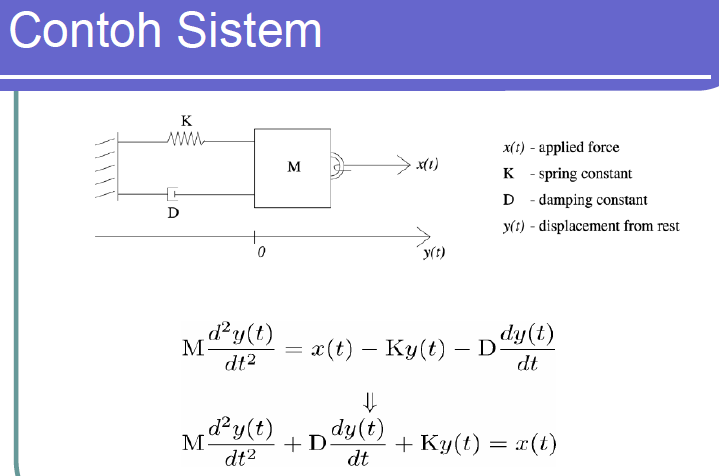 Contoh Sistem
K
M
x(t)
D
0
y(t)
x(t) - applied force
K - spring constant
D - damping constant
y(t) - displacement from rest
M d²y(t)/dt² = x(t) − Ky(t) − D dy(t)/dt
⇓
M d²y(t)/dt² + D dy(t)/dt + Ky(t) = x(t)